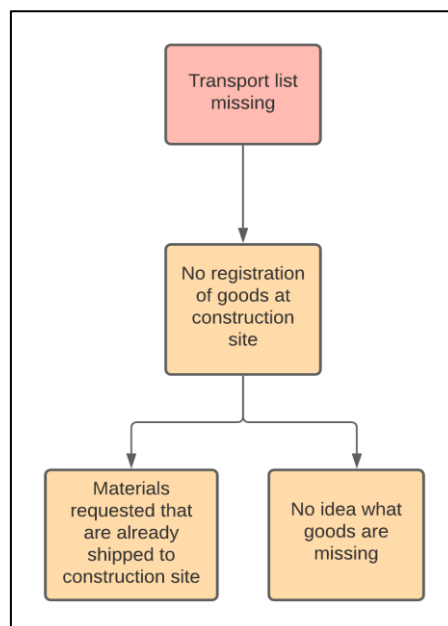 Transport list
missing
No registration
of goods at
construction
site
Materials
requested that
are already
shipped to
construction site
No idea what
goods are
missing